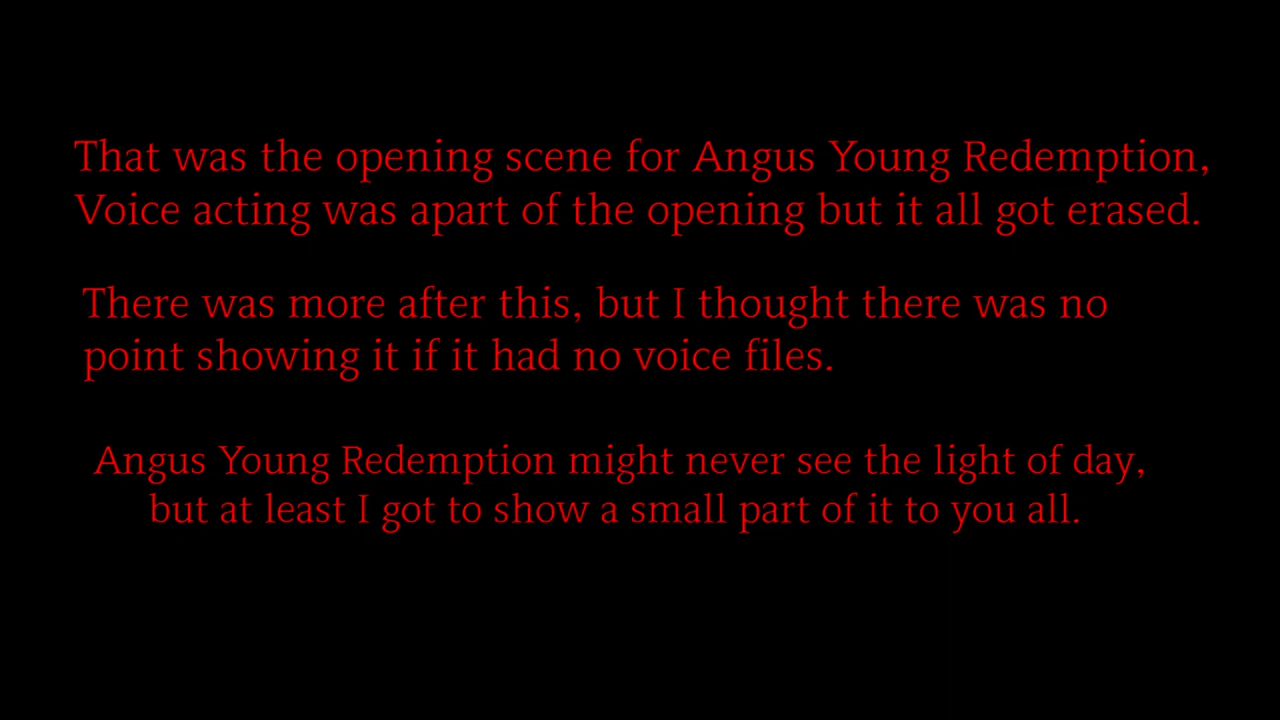 That was the opening scene for Angus Young Redemption,
Voice acting was apart of the opening but it all got erased.
There was more after this, but I thought there was no
point showing it if it had no voice files.
Angus Young Redemption might never see the light of day,
but at least I got to show a small part of it to you all.